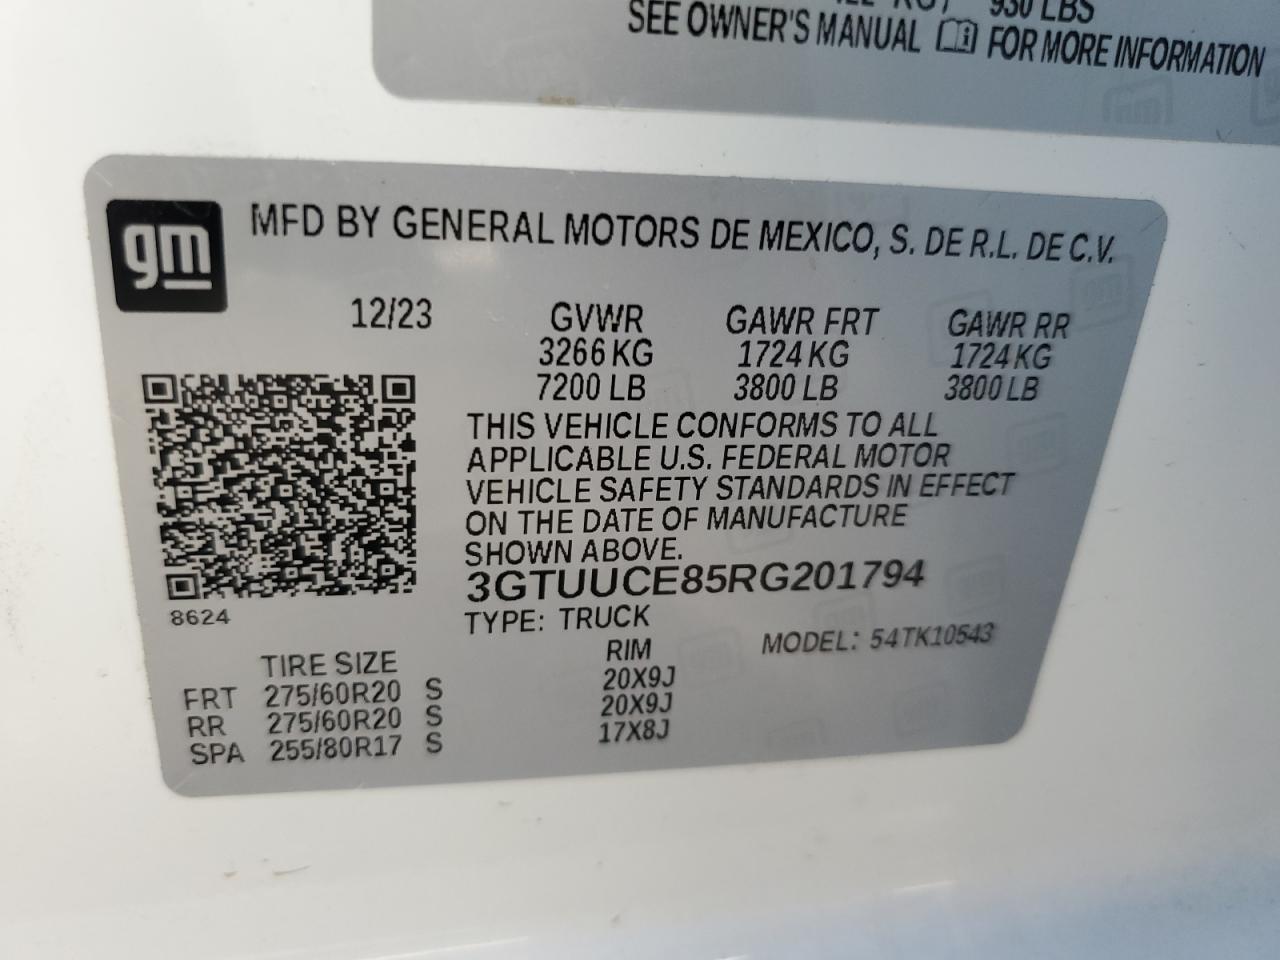 930 LBS
SEE OWNER'S MANUAL FOR MORE INFORMATION
gm
MFD BY GENERAL MOTORS DE MEXICO, S. DE R.L. DE C.V.
12/23 GVWR GAWR FRT GAWR RR
3266 KG 1724 KG 1724 KG
7200 LB 3800 LB 3800 LB
THIS VEHICLE CONFORMS TO ALL
APPLICABLE U.S. FEDERAL MOTOR
VEHICLE SAFETY STANDARDS IN EFFECT
ON THE DATE OF MANUFACTURE
SHOWN ABOVE.
3GTUUCE85RG201794
8624
TYPE: TRUCK MODEL: 54TK10543
TIRE SIZE RIM
FRT 275/60R20 S 20X9J
RR 275/60R20 S 20X9J
SPA 255/80R17 S 17X8J